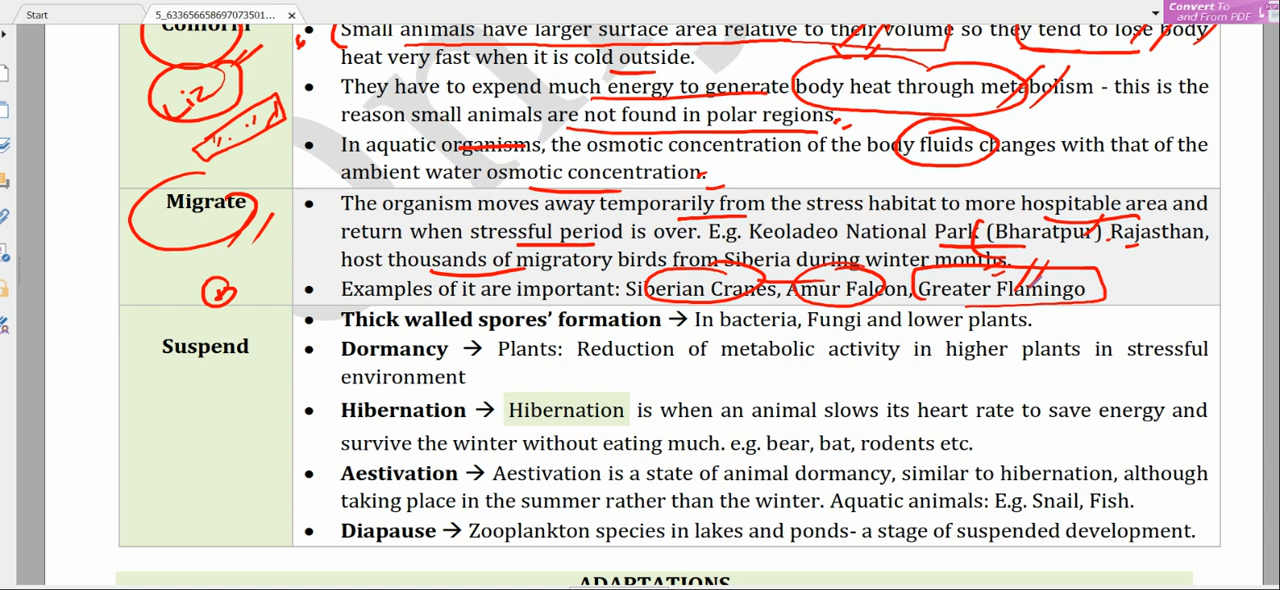 Start
5_633656658697073501...
Convert To
and From PDF
Conform
Small animals have larger surface area relative to their volume so they tend to lose body
heat very fast when it is cold outside.
Liz
They have to expend much energy to generate body heat through metabolism - this is the
reason small animals are not found in polar regions.
In aquatic organisms, the osmotic concentration of the body fluids changes with that of the
ambient water osmotic concentration.
Migrate
The organism moves away temporarily from the stress habitat to more hospitable area and
return when stressful period is over. E.g. Keoladeo National Park (Bharatpur) Rajasthan,
host thousands of migratory birds from Siberia during winter months.
Examples of it are important: Siberian Cranes, Amur Falcon, Greater Flamingo
Suspend
Thick walled spores' formation → In bacteria, Fungi and lower plants.
Dormancy → Plants: Reduction of metabolic activity in higher plants in stressful
environment
Hibernation → Hibernation is when an animal slows its heart rate to save energy and
survive the winter without eating much. e.g. bear, bat, rodents etc.
Aestivation → Aestivation is a state of animal dormancy, similar to hibernation, although
taking place in the summer rather than the winter. Aquatic animals: E.g. Snail, Fish.
Diapause → Zooplankton species in lakes and ponds- a stage of suspended development.
ADAPTATIONS